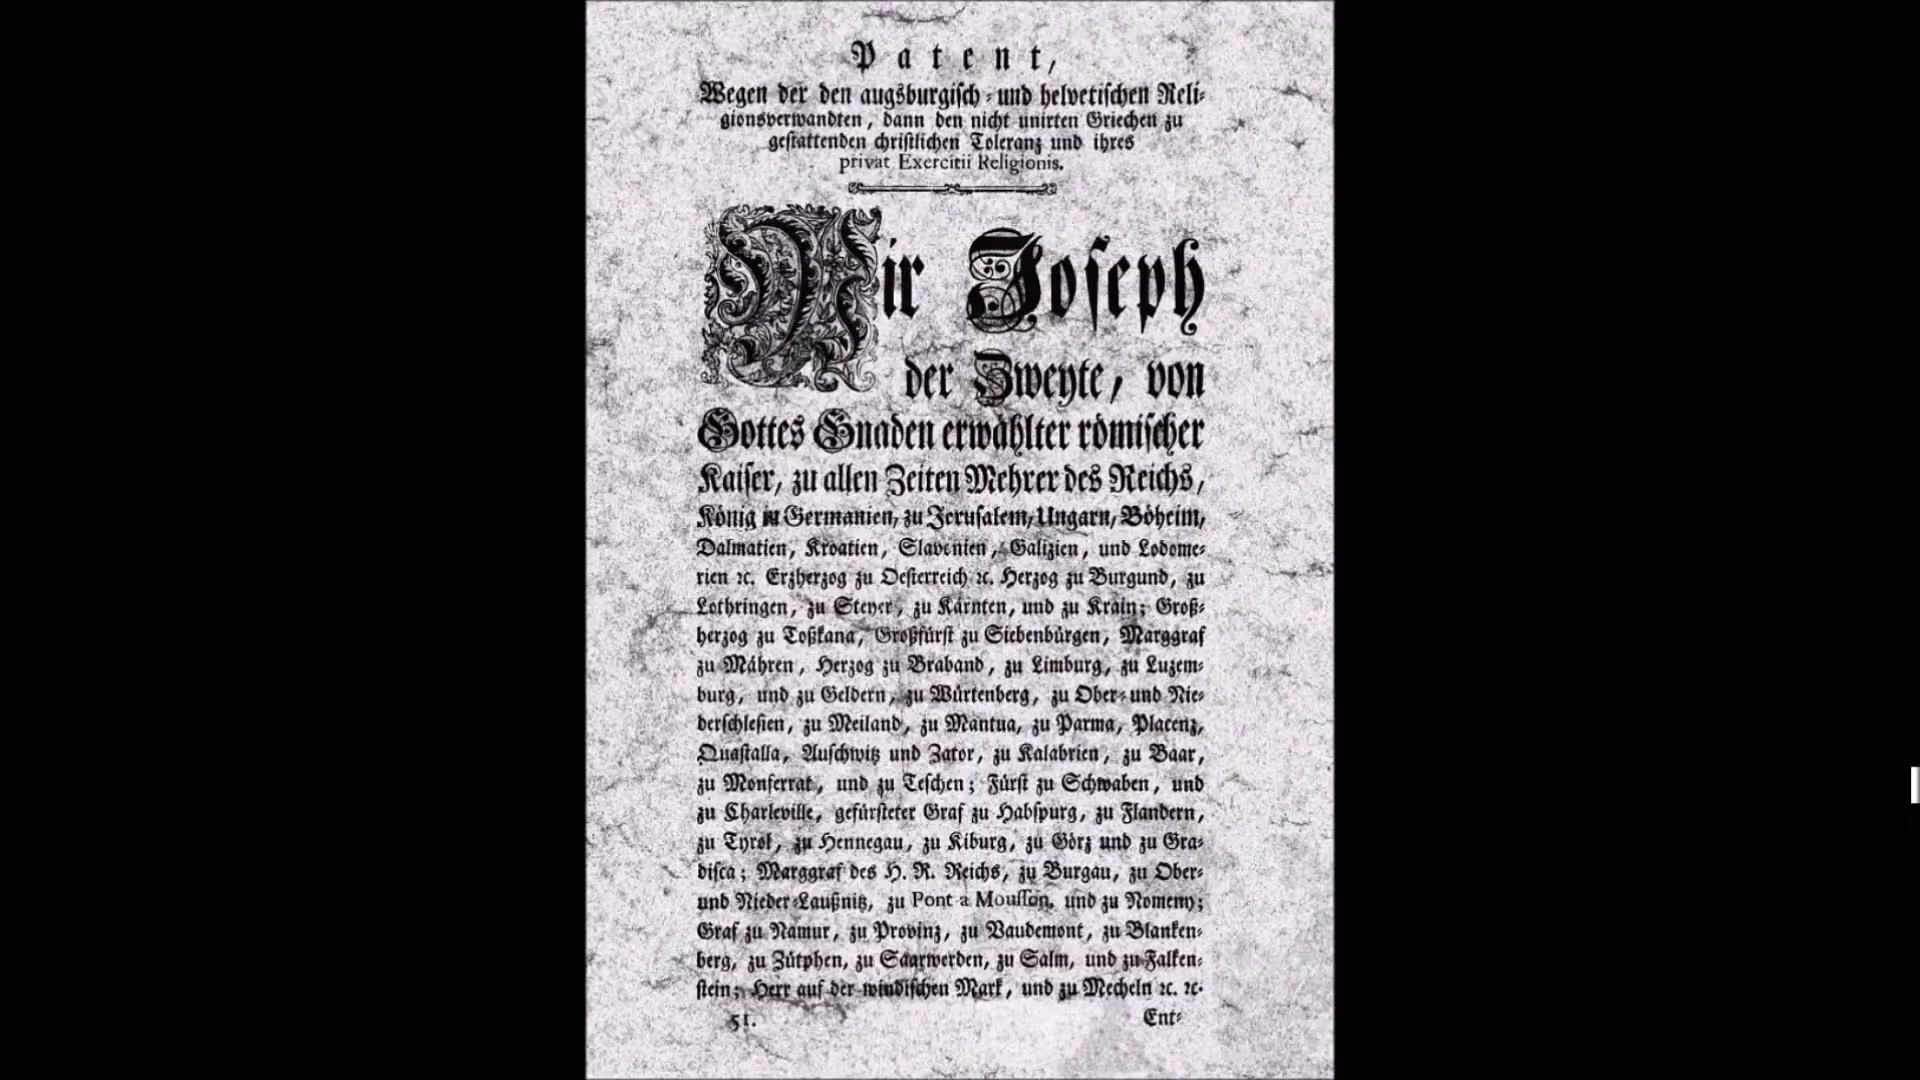 Patent,
Wegen der den augsburgisch- und helvetischen Reli-
gionsverwandten, dann den nicht unirten Griechen zu
gestattenden christlichen Toleranz und ihres
privat Exercitii Religionis.
Wir Joseph
der Zweyte, von
Gottes Gnaden erwählter römischer
Kaiser, zu allen Zeiten Mehrer des Reichs,
König in Germanien, zu Jerusalem, Ungarn, Böheim,
Dalmatien, Kroatien, Slavenien, Galizien, und Lodome-
rien ꝛc. Erzherzog zu Oesterreich ꝛc. Herzog zu Burgund, zu
Lothringen, zu Steyer, zu Kärnten, und zu Krain; Groß-
herzog zu Toßkana, Großfürst zu Siebenbürgen, Marggraf
zu Mähren, Herzog zu Braband, zu Limburg, zu Luzem-
burg, und zu Geldern, zu Würtenberg, zu Ober- und Nie-
derschlesien, zu Meiland, zu Mantua, zu Parma, Placenz,
Quastalla, Auschwitz und Zator, zu Kalabrien, zu Baar,
zu Monferrat, und zu Teschen; Fürst zu Schwaben, und
zu Charleville, gefürsteter Graf zu Habspurg, zu Flandern,
zu Tyrol, zu Hennegau, zu Kiburg, zu Görz und zu Gra-
disca; Marggraf des H. R. Reichs, zu Burgau, zu Ober-
und Nieder-Laußnitz, zu Pont a Mousson, und zu Nomeny;
Graf zu Namur, zu Provinz, zu Vaudemont, zu Blanken-
berg, zu Zütphen, zu Saarwerden, zu Salm, und zu Falken-
stein; Herr auf der windischen Mark, und zu Mecheln ꝛc. ꝛc.
51. Ent-